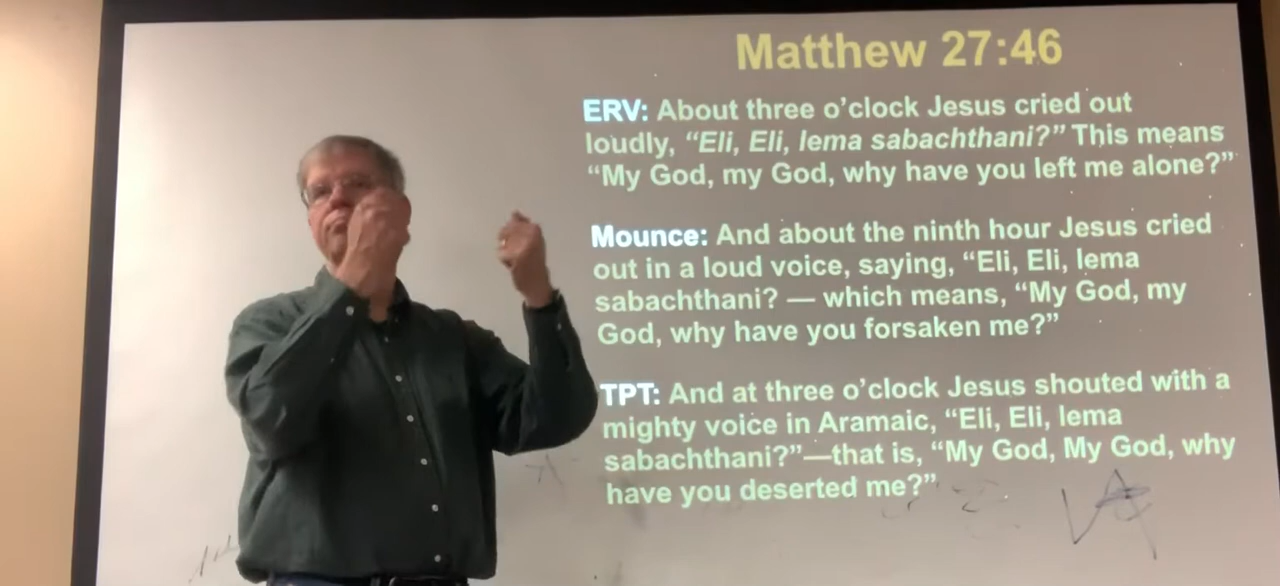 Matthew 27:46
ERV: About three o’clock Jesus cried out
loudly, “Eli, Eli, lema sabachthani?” This means
“My God, my God, why have you left me alone?”
Mounce: And about the ninth hour Jesus cried
out in a loud voice, saying, “Eli, Eli, lema
sabachthani? — which means, “My God, my
God, why have you forsaken me?”
TPT: And at three o’clock Jesus shouted with a
mighty voice in Aramaic, “Eli, Eli, lema
sabachthani?”—that is, “My God, My God, why
have you deserted me?”